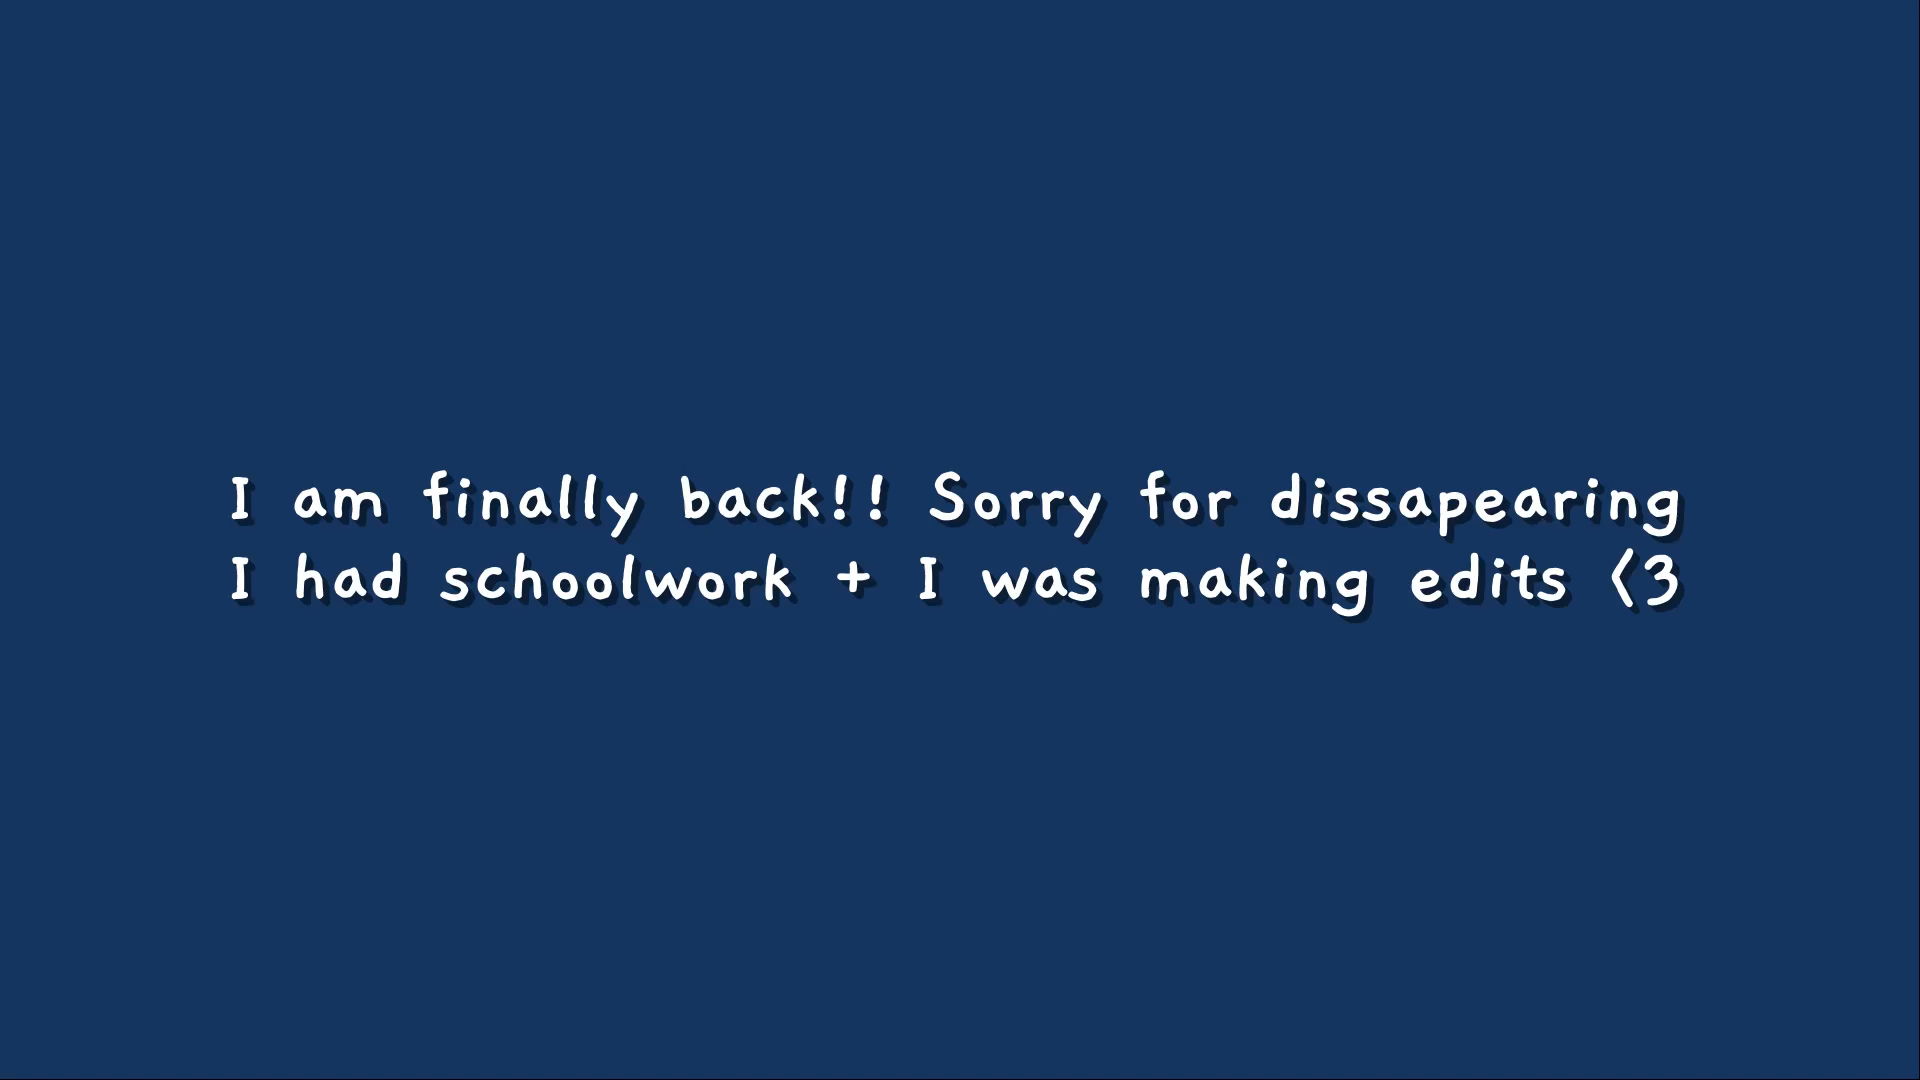 I am finally back!! Sorry for dissapearing
I had schoolwork + I was making edits <3